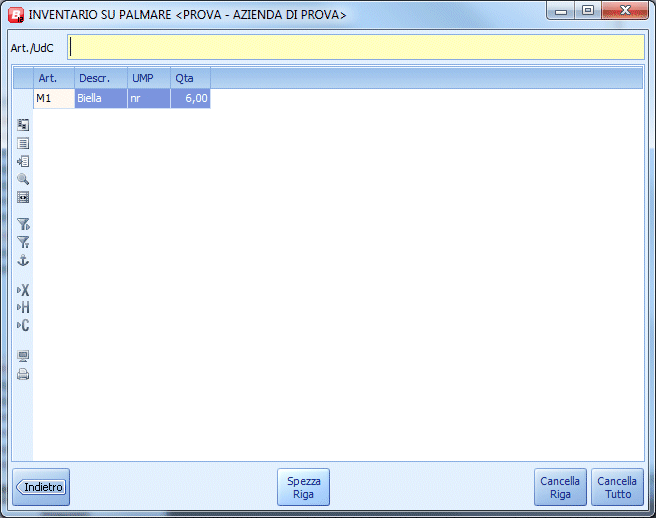 INVENTARIO SU PALMARE <PROVA - AZIENDA DI PROVA>
Art./UdC
Art. Descr. UMP Qta
M1 Biella nr 6,00
X
H
C
Indietro
Spezza
Riga
Cancella
Riga
Cancella
Tutto